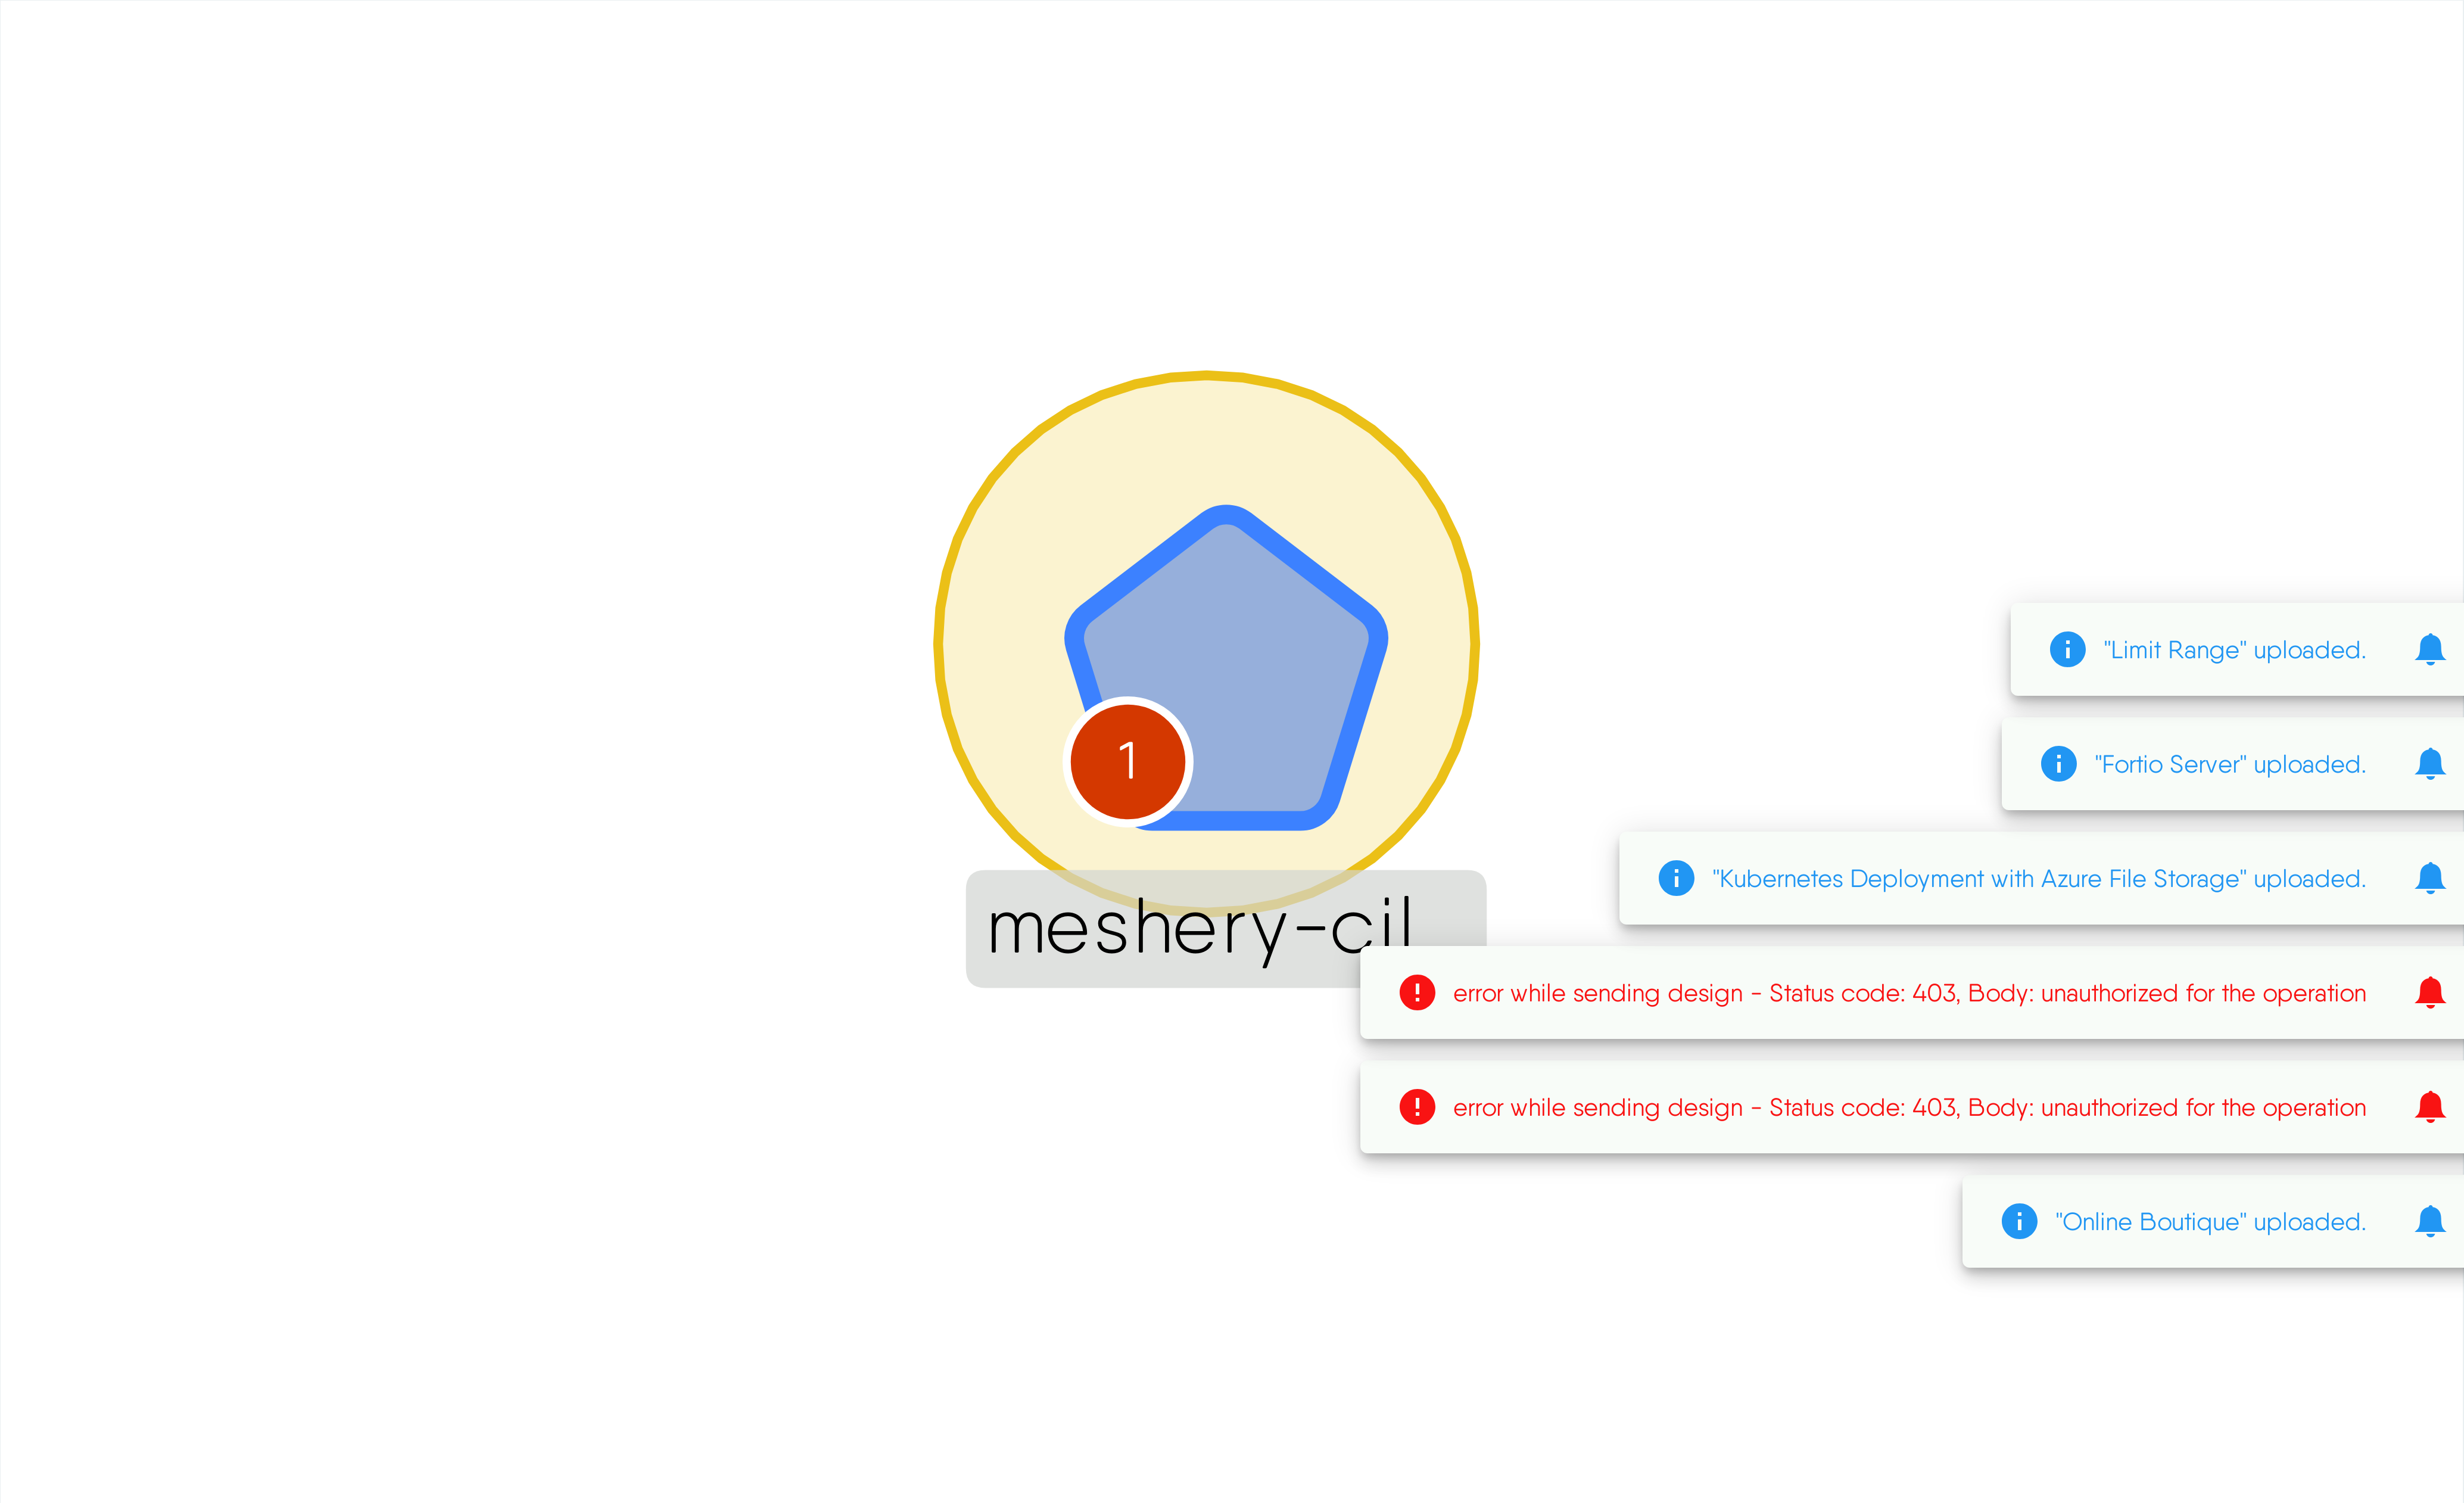 1
meshery-cil
"Limit Range" uploaded.
"Fortio Server" uploaded.
"Kubernetes Deployment with Azure File Storage" uploaded.
error while sending design - Status code: 403, Body: unauthorized for the operation
error while sending design - Status code: 403, Body: unauthorized for the operation
"Online Boutique" uploaded.